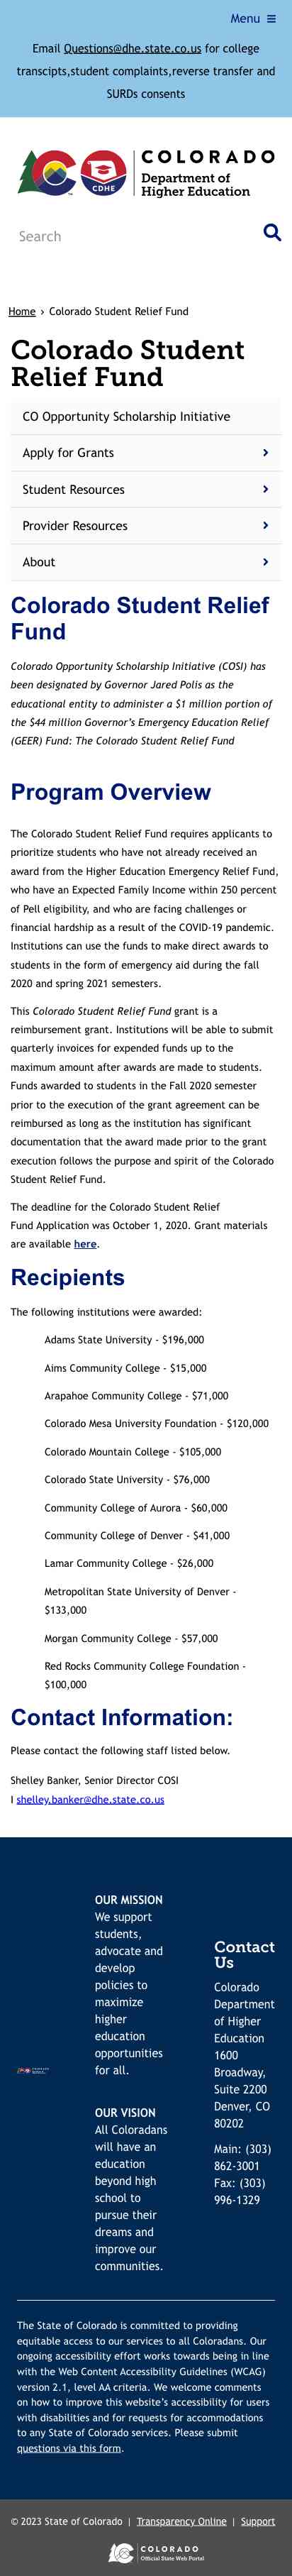 Menu
Email Questions@dhe.state.co.us for college
transcipts,student complaints,reverse transfer and
SURDs consents
COLORADO
Department of
Higher Education
CDHE
Search
Home › Colorado Student Relief Fund
Colorado Student
Relief Fund
CO Opportunity Scholarship Initiative
Apply for Grants
Student Resources
Provider Resources
About
Colorado Student Relief
Fund
Colorado Opportunity Scholarship Initiative (COSI) has
been designated by Governor Jared Polis as the
educational entity to administer a $1 million portion of
the $44 million Governor's Emergency Education Relief
(GEER) Fund: The Colorado Student Relief Fund
Program Overview
The Colorado Student Relief Fund requires applicants to
prioritize students who have not already received an
award from the Higher Education Emergency Relief Fund,
who have an Expected Family Income within 250 percent
of Pell eligibility, and who are facing challenges or
financial hardship as a result of the COVID-19 pandemic.
Institutions can use the funds to make direct awards to
students in the form of emergency aid during the fall
2020 and spring 2021 semesters.
This Colorado Student Relief Fund grant is a
reimbursement grant. Institutions will be able to submit
quarterly invoices for expended funds up to the
maximum amount after awards are made to students.
Funds awarded to students in the Fall 2020 semester
prior to the execution of the grant agreement can be
reimbursed as long as the institution has significant
documentation that the award made prior to the grant
execution follows the purpose and spirit of the Colorado
Student Relief Fund.
The deadline for the Colorado Student Relief
Fund Application was October 1, 2020. Grant materials
are available here.
Recipients
The following institutions were awarded:
Adams State University - $196,000
Aims Community College - $15,000
Arapahoe Community College - $71,000
Colorado Mesa University Foundation - $120,000
Colorado Mountain College - $105,000
Colorado State University - $76,000
Community College of Aurora - $60,000
Community College of Denver - $41,000
Lamar Community College - $26,000
Metropolitan State University of Denver -
$133,000
Morgan Community College - $57,000
Red Rocks Community College Foundation -
$100,000
Contact Information:
Please contact the following staff listed below.
Shelley Banker, Senior Director COSI
I shelley.banker@dhe.state.co.us
OUR MISSION
We support
students,
advocate and
develop
policies to
maximize
higher
education
opportunities
for all.
OUR VISION
All Coloradans
will have an
education
beyond high
school to
pursue their
dreams and
improve our
communities.
Contact
Us
Colorado
Department
of Higher
Education
1600
Broadway,
Suite 2200
Denver, CO
80202
Main: (303)
862-3001
Fax: (303)
996-1329
The State of Colorado is committed to providing
equitable access to our services to all Coloradans. Our
ongoing accessibility effort works towards being in line
with the Web Content Accessibility Guidelines (WCAG)
version 2.1, level AA criteria. We welcome comments
on how to improve this website's accessibility for users
with disabilities and for requests for accommodations
to any State of Colorado services. Please submit
questions via this form.
© 2023 State of Colorado | Transparency Online | Support
COLORADO
Official State Web Portal